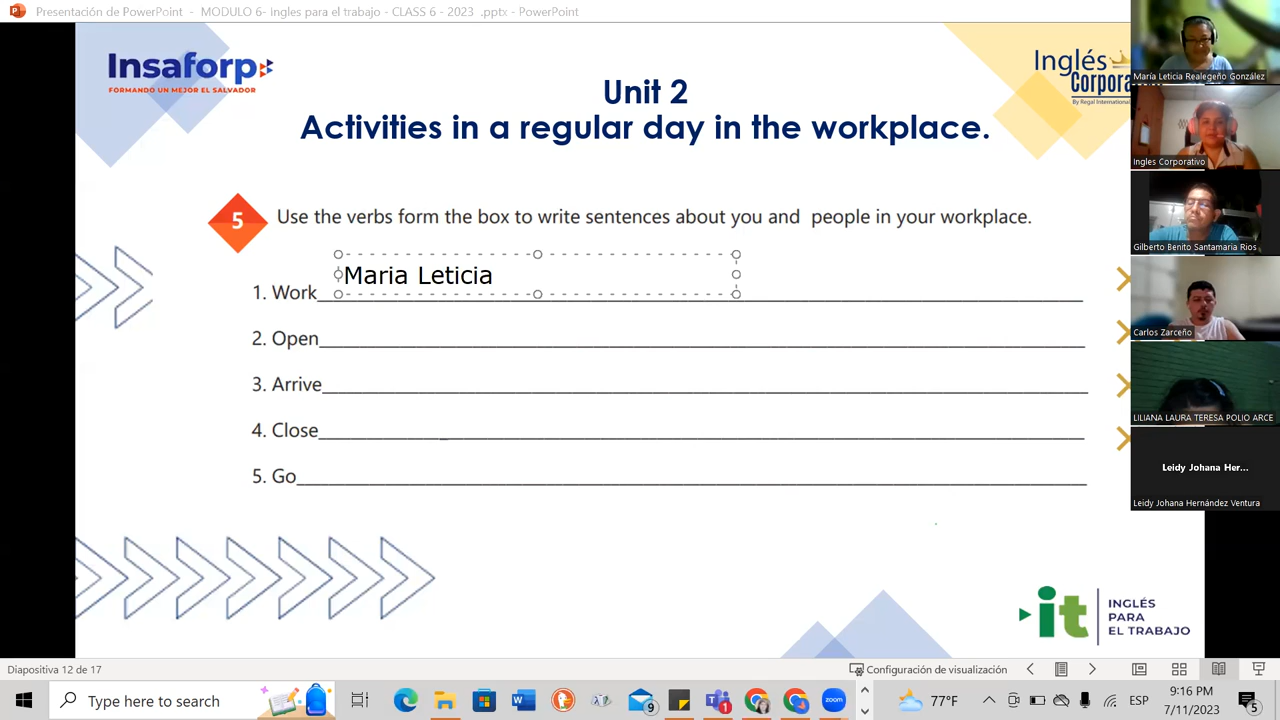 Presentación de PowerPoint - MODULO 6- ingles para el trabajo - CLASS 6 - 2023 .pptx - PowerPoint
Insaforp
FORMANDO UN MEJOR EL SALVADOR
Inglés
Corpora
By Regal International
Unit 2
Activities in a regular day in the workplace.
5
Use the verbs form the box to write sentences about you and people in your workplace.
Maria Leticia
1. Work
2. Open
3. Arrive
4. Close
5. Go
María Leticia Realegeño González
Ingles Corporativo
Gilberto Benito Santamaria Rios
Carlos Zarceño
LILIANA LAURA TERESA POLIO ARCE
Leidy Johana Her...
Leidy Johana Hernández Ventura
it
INGLÉS
PARA
EL TRABAJO
Diapositiva 12 de 17
Configuración de visualización
Type here to search
9
1
zoom
77°F
ESP
9:16 PM
7/11/2023
5